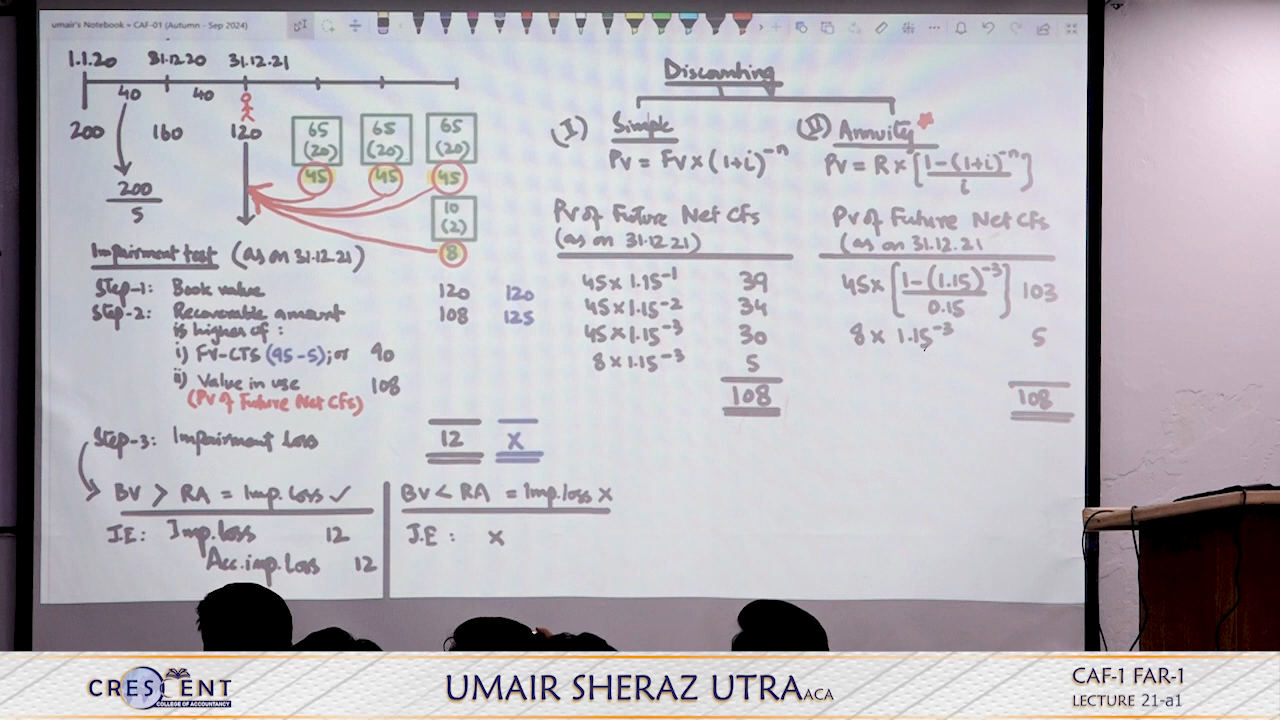 umair's Notebook » CAF-01 (Autumn - Sep 2024)
1.1.20 31.12.20 31.12.21
40 40
200 160 120
200
5
65 65 65
(20) (20) (20)
45 45 45
10
(2)
8
Impairment test (as on 31.12.21)
Step-1: Book value 120 120
Step-2: Recoverable amount 108 125
is higher of :
i) FV-CTS (95-5); or 90
ii) Value in use 108
(PV of Future Net CFs)
Step-3: Impairment loss 12 X
BV > RA = Imp. Loss ✓
J.E: Imp. loss 12
Acc. imp. Loss 12
BV < RA = Imp. loss X
J.E : X
Discounting
(I) Simple
PV = FV × (1+i)⁻ⁿ
PV of Future Net CFs
(as on 31.12.21)
45 × 1.15⁻¹ 39
45 × 1.15⁻² 34
45 × 1.15⁻³ 30
8 × 1.15⁻³ 5
108
(II) Annuity
PV = R × [1-(1+i)⁻ⁿ / i]
PV of Future Net CFs
(as on 31.12.21
45 × [1-(1.15)⁻³ / 0.15] 103
8 × 1.15⁻³ 5
108
CRESCENT
COLLEGE OF ACCOUNTANCY
UMAIR SHERAZ UTRA ACA
CAF-1 FAR-1
LECTURE 21-a1